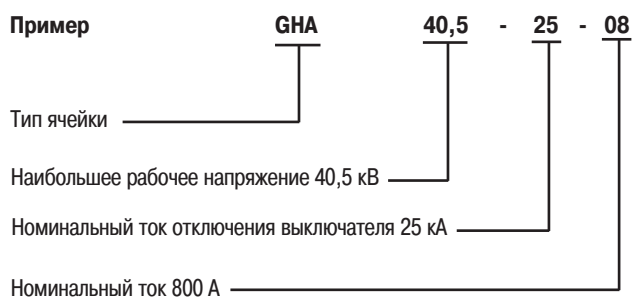 Пример GHA 40,5 - 25 - 08
Тип ячейки
Наибольшее рабочее напряжение 40,5 кВ
Номинальный ток отключения выключателя 25 кА
Номинальный ток 800 А